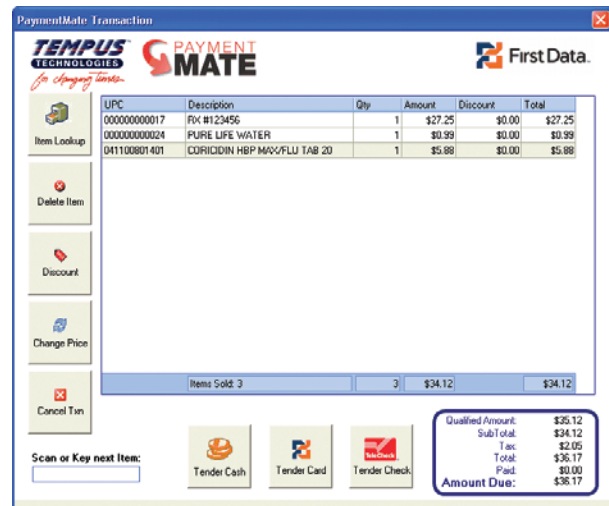 PaymentMate Transaction
TEMPUS
TECHNOLOGIES
for changing times
PAYMENT
MATE
First Data.
UPC Description Qty Amount Discount Total
000000000017 RX #123456 1 $27.25 $0.00 $27.25
000000000024 PURE LIFE WATER 1 $0.99 $0.00 $0.99
041100801401 CORICIDIN HBP MAX/FLU TAB 20 1 $5.88 $0.00 $5.88
Item Lookup
Delete Item
Discount
Change Price
Cancel Txn
Items Sold: 3 3 $34.12 $34.12
Scan or Key next Item:
Tender Cash
Tender Card
TeleCheck
Tender Check
Qualified Amount: $35.12
SubTotal: $34.12
Tax: $2.05
Total: $36.17
Paid: $0.00
Amount Due: $36.17